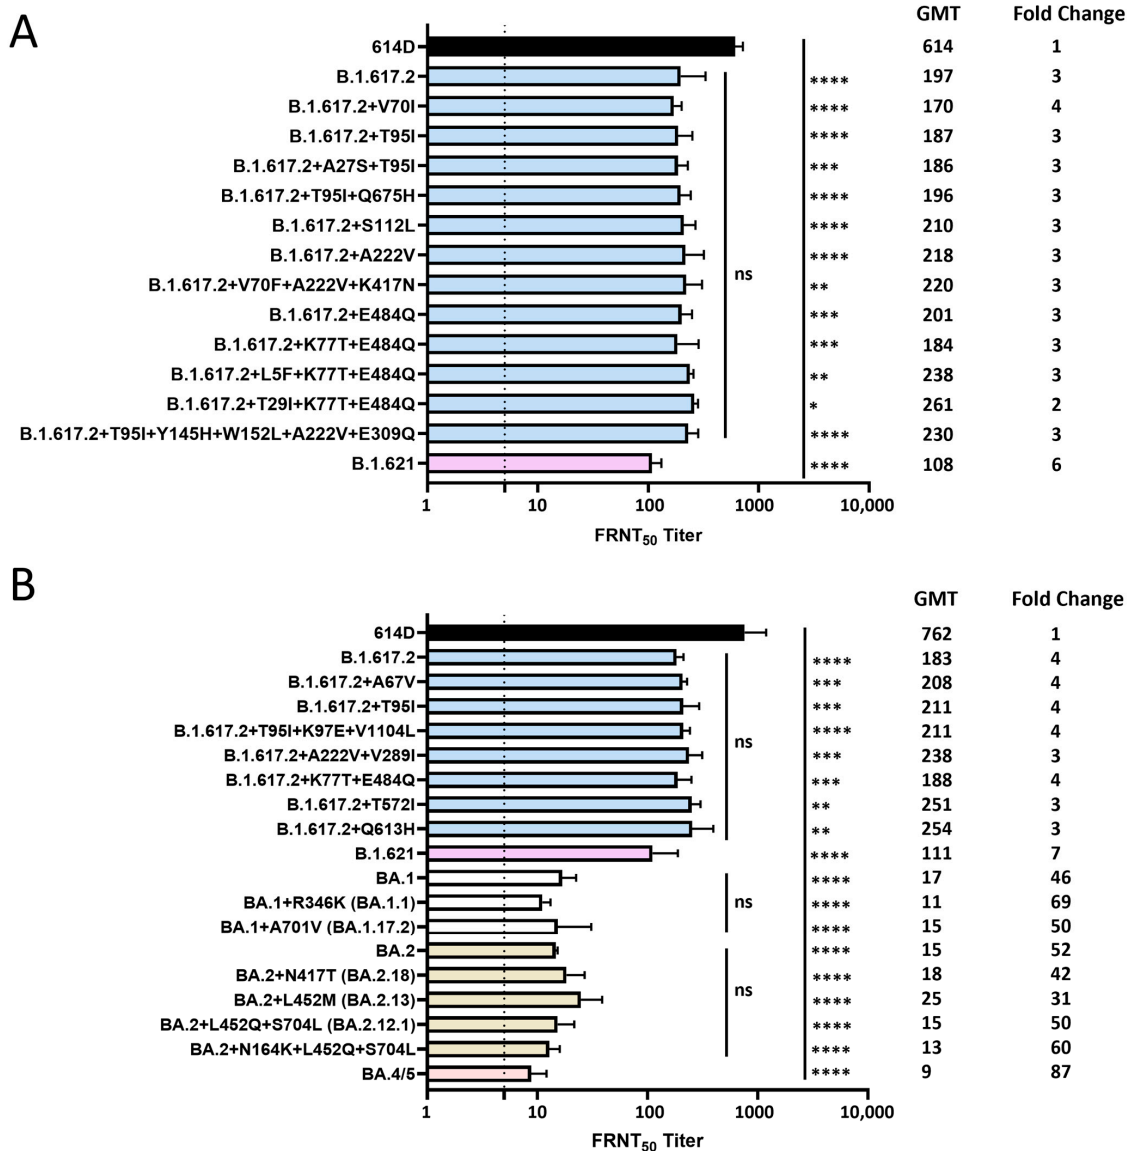 A
GMT Fold Change
614D 614 1
B.1.617.2 **** 197 3
B.1.617.2+V70I **** 170 4
B.1.617.2+T95I **** 187 3
B.1.617.2+A27S+T95I *** 186 3
B.1.617.2+T95I+Q675H **** 196 3
B.1.617.2+S112L **** 210 3
B.1.617.2+A222V **** 218 3
ns
B.1.617.2+V70F+A222V+K417N ** 220 3
B.1.617.2+E484Q *** 201 3
B.1.617.2+K77T+E484Q *** 184 3
B.1.617.2+L5F+K77T+E484Q ** 238 3
B.1.617.2+T29I+K77T+E484Q * 261 2
B.1.617.2+T95I+Y145H+W152L+A222V+E309Q **** 230 3
B.1.621 **** 108 6
1 10 100 1000 10,000
FRNT50 Titer
B
GMT Fold Change
614D 762 1
B.1.617.2 **** 183 4
B.1.617.2+A67V *** 208 4
B.1.617.2+T95I *** 211 4
B.1.617.2+T95I+K97E+V1104L **** 211 4
ns
B.1.617.2+A222V+V289I *** 238 3
B.1.617.2+K77T+E484Q *** 188 4
B.1.617.2+T572I ** 251 3
B.1.617.2+Q613H ** 254 3
B.1.621 **** 111 7
BA.1 **** 17 46
BA.1+R346K (BA.1.1) ns **** 11 69
BA.1+A701V (BA.1.17.2) **** 15 50
BA.2 **** 15 52
BA.2+N417T (BA.2.18) **** 18 42
ns
BA.2+L452M (BA.2.13) **** 25 31
BA.2+L452Q+S704L (BA.2.12.1) **** 15 50
BA.2+N164K+L452Q+S704L **** 13 60
BA.4/5 **** 9 87
1 10 100 1000 10,000
FRNT50 Titer